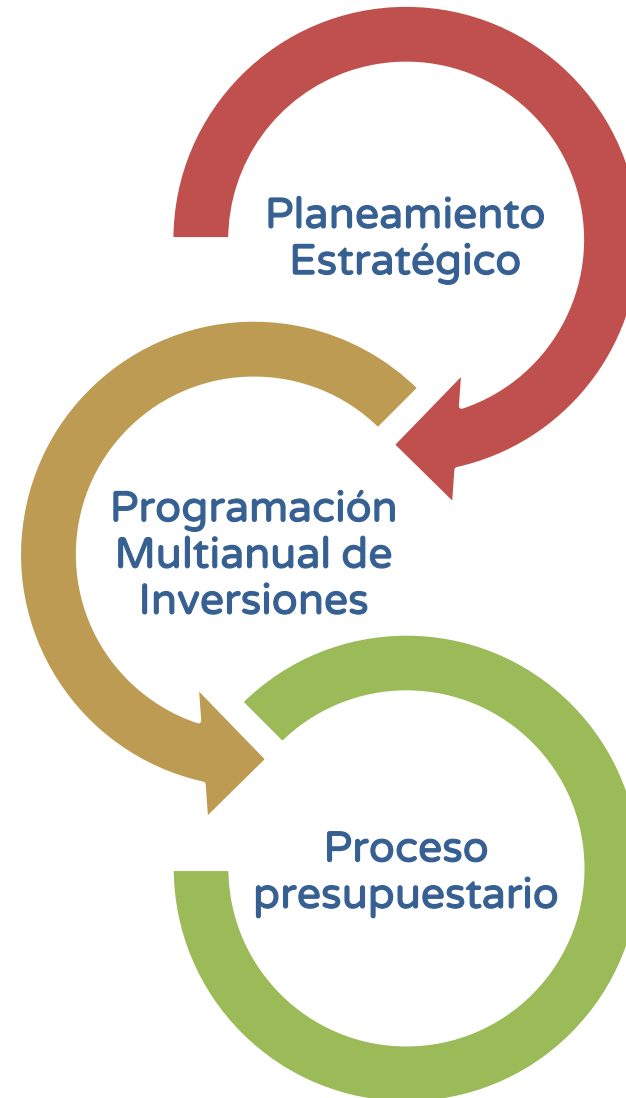 Planeamiento
Estratégico
Programación
Multianual de
Inversiones
Proceso
presupuestario